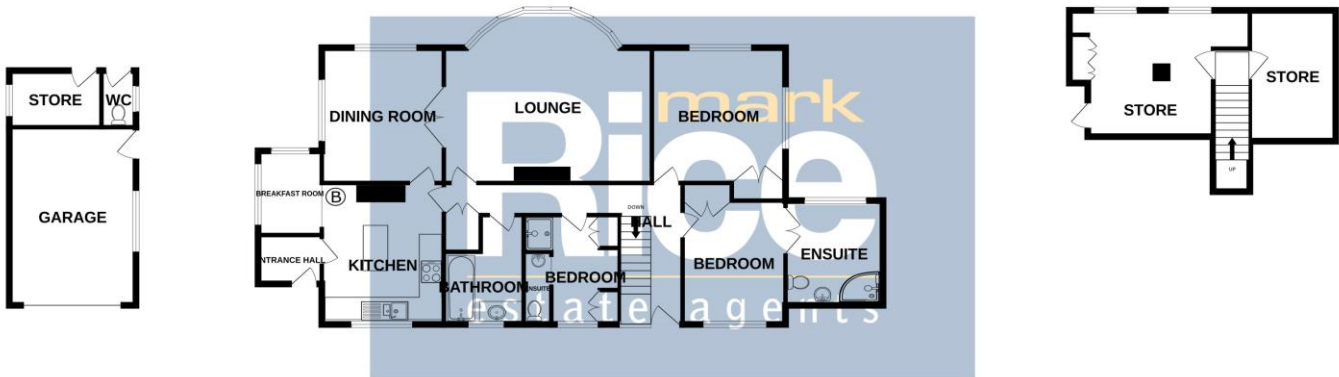 STORE
WC
GARAGE
DINING ROOM
LOUNGE
BEDROOM
BREAKFAST ROOM
B
ENTRANCE HALL
KITCHEN
BATHROOM
ENSUITE
BEDROOM
DOWN
HALL
BEDROOM
ENSUITE
mark
Rice
estate agents
STORE
STORE
UP